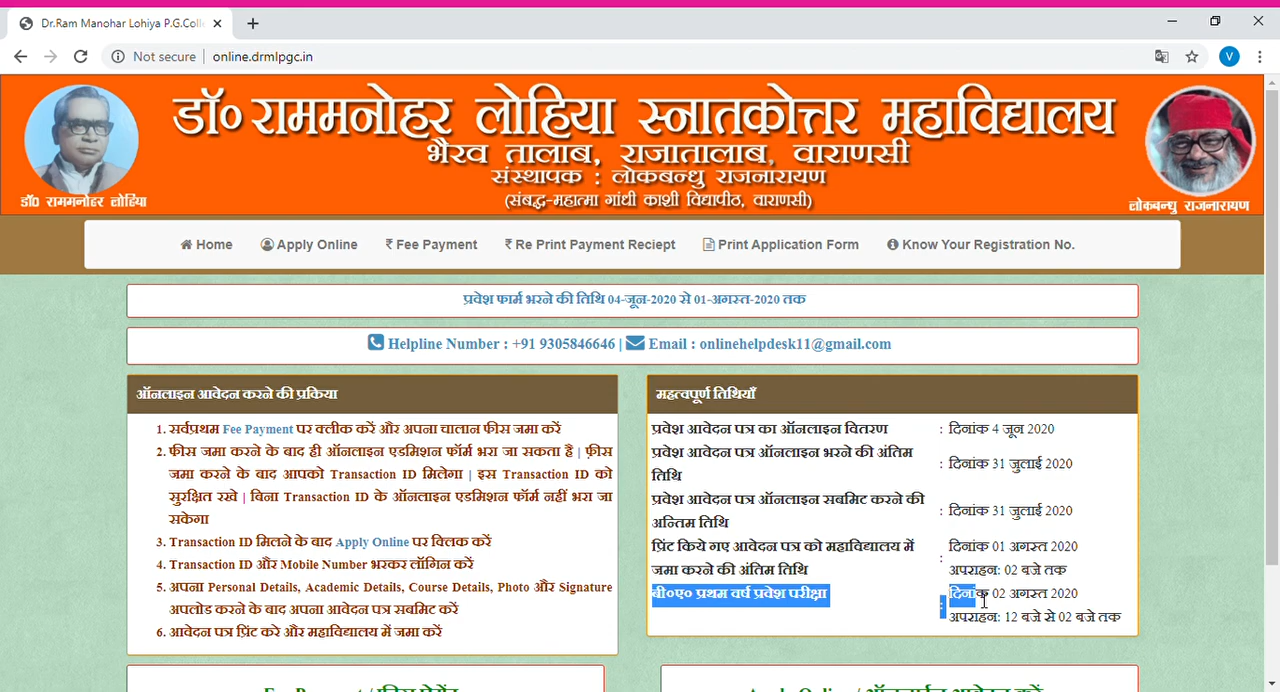 Dr.Ram Manohar Lohiya P.G.Coll
Not secure
online.drmlpgc.in
V
डॉ० राममनोहर लोहिया स्नातकोत्तर महाविद्यालय
भैरव तालाब, राजातालाब, वाराणसी
संस्थापक : लोकबन्धु राजनारायण
(संबद्ध-महात्मा गांधी काशी विद्यापीठ, वाराणसी)
डॉ० राममनोहर लोहिया
लोकबन्धु राजनारायण
Home Apply Online ₹ Fee Payment ₹ Re Print Payment Reciept Print Application Form Know Your Registration No.
प्रवेश फार्म भरने की तिथि 04-जून-2020 से 01-अगस्त-2020 तक
Helpline Number : +91 9305846646 | Email : onlinehelpdesk11@gmail.com
ऑनलाइन आवेदन करने की प्रकिया
1. सर्वप्रथम Fee Payment पर क्लीक करें और अपना चालान फीस जमा करें
2. फीस जमा करने के बाद ही ऑनलाइन एडमिशन फॉर्म भरा जा सकता है | फ़ीस
जमा करने के बाद आपको Transaction ID मिलेगा | इस Transaction ID को
सुरक्षित रखे | बिना Transaction ID के ऑनलाइन एडमिशन फ़ॉर्म नहीं भरा जा
सकेगा
3. Transaction ID मिलने के बाद Apply Online पर क्लिक करें
4. Transaction ID और Mobile Number भरकर लॉगिन करें
5. अपना Personal Details, Academic Details, Course Details, Photo और Signature
अपलोड करने के बाद अपना आवेदन पत्र सबमिट करें
6. आवेदन पत्र प्रिंट करे और महाविद्यालय में जमा करें
महत्वपूर्ण तिथियाँ
प्रवेश आवेदन पत्र का ऑनलाइन वितरण : दिनांक 4 जून 2020
प्रवेश आवेदन पत्र ऑनलाइन भरने की अंतिम
तिथि : दिनांक 31 जुलाई 2020
प्रवेश आवेदन पत्र ऑनलाइन सबमिट करने की
अन्तिम तिथि : दिनांक 31 जुलाई 2020
प्रिंट किये गए आवेदन पत्र को महाविद्यालय में
जमा करने की अंतिम तिथि : दिनांक 01 अगस्त 2020
अपराहन: 02 बजे तक
बी०ए० प्रथम वर्ष प्रवेश परीक्षा : दिनांक 02 अगस्त 2020
अपराहन: 12 बजे से 02 बजे तक